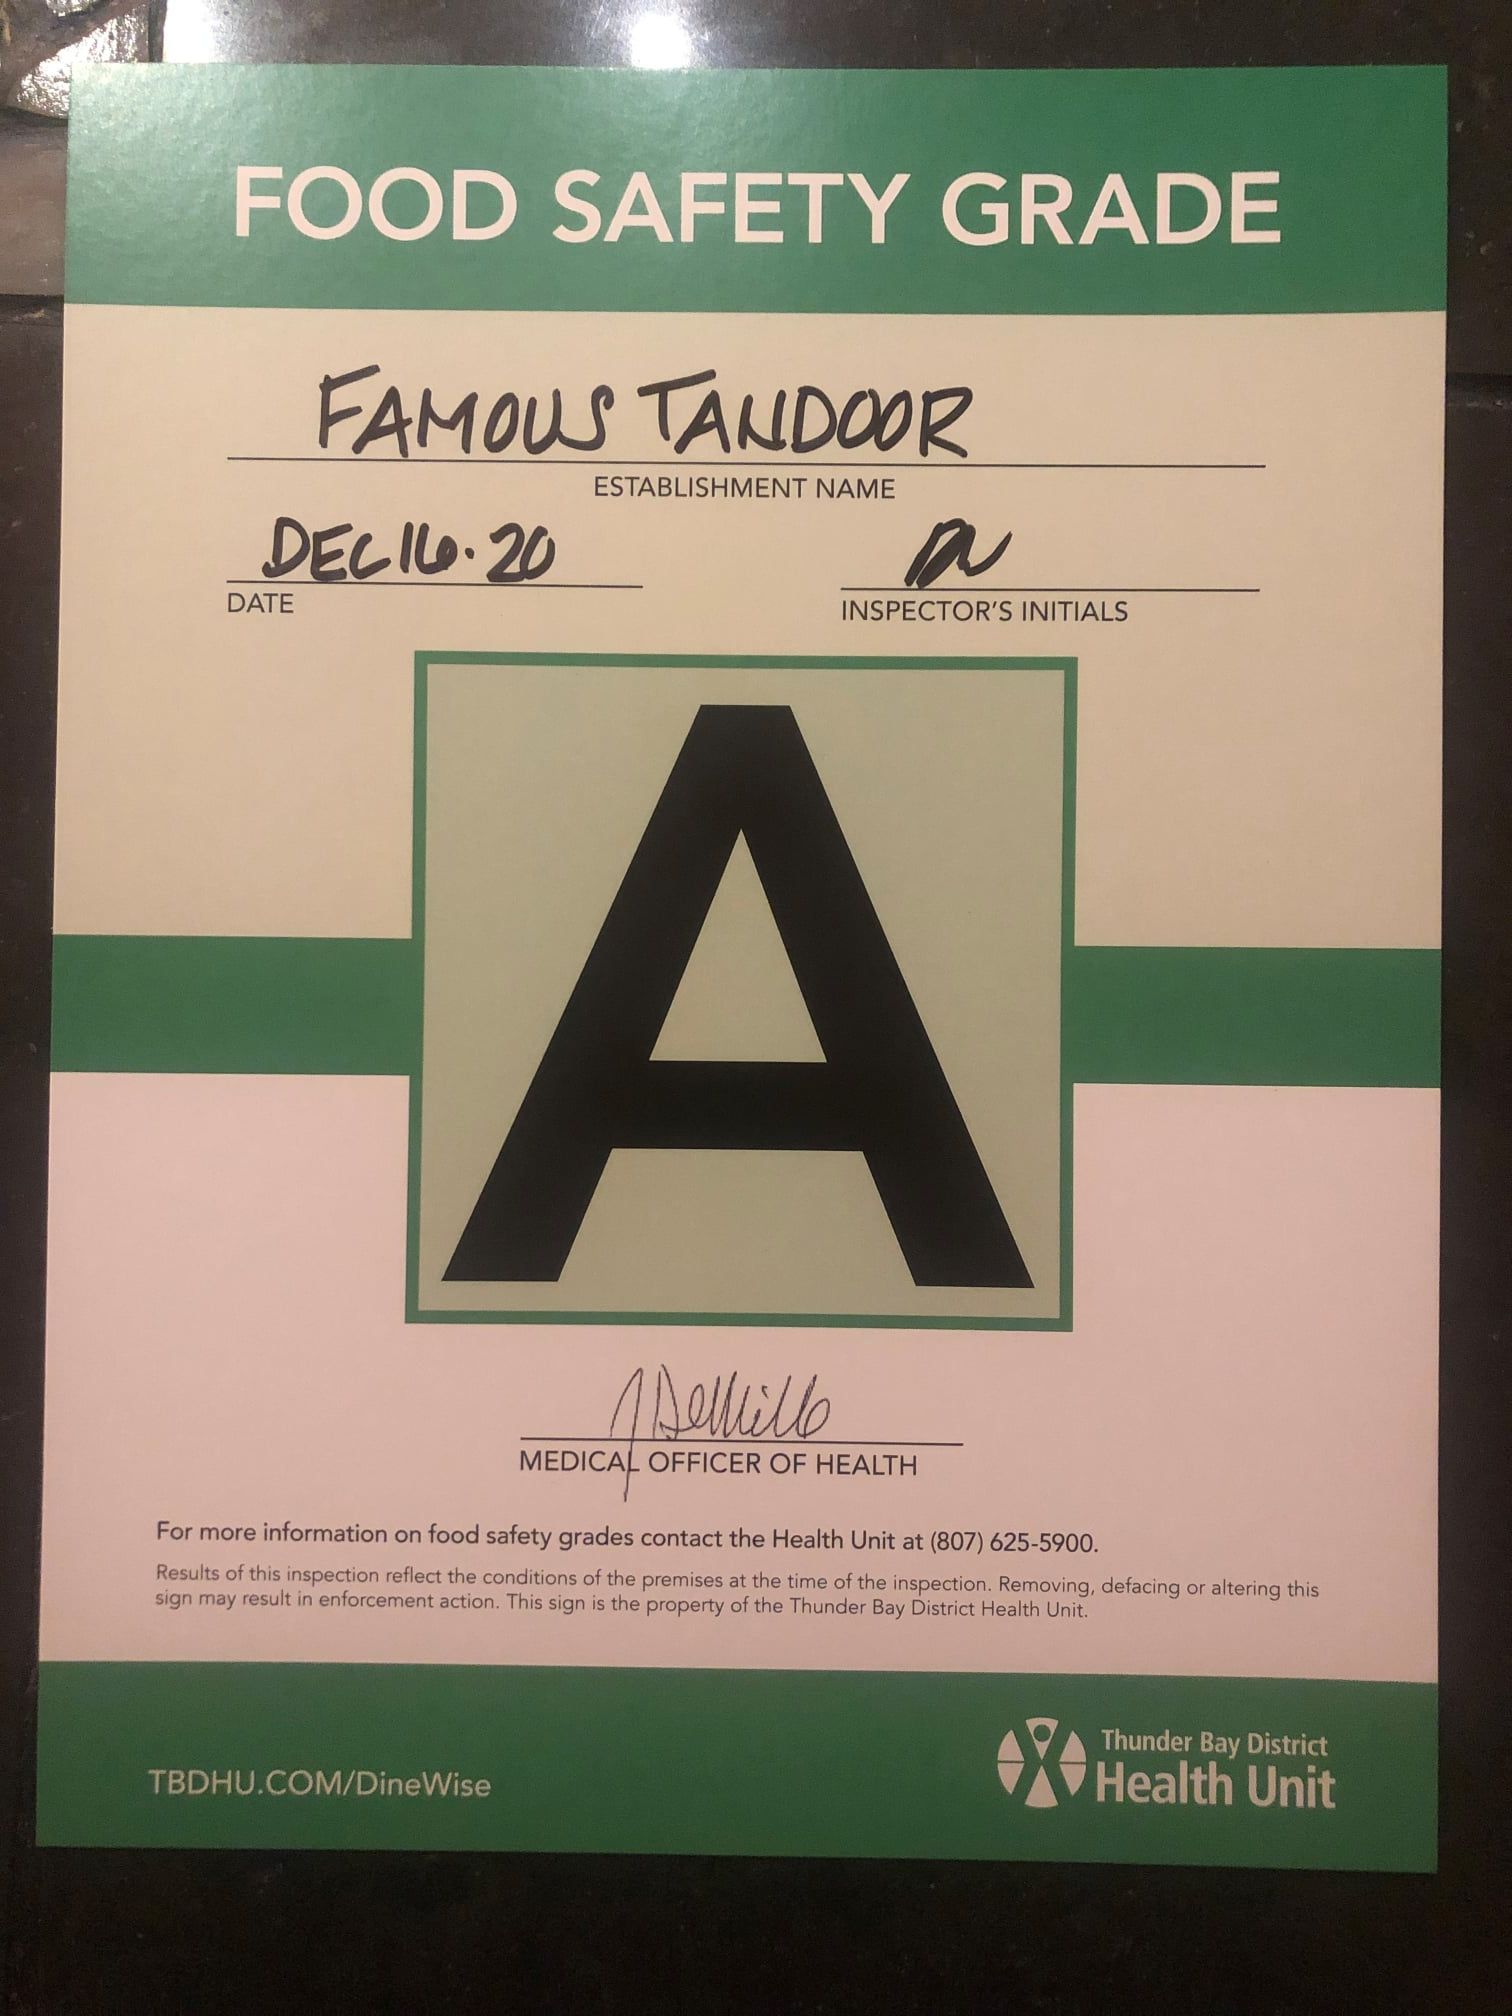 FOOD SAFETY GRADE
FAMOUS TANDOOR
ESTABLISHMENT NAME
DEC 16.20
DATE
INSPECTOR'S INITIALS
A
MEDICAL OFFICER OF HEALTH
For more information on food safety grades contact the Health Unit at (807) 625-5900.
Results of this inspection reflect the conditions of the premises at the time of the inspection. Removing, defacing or altering this
sign may result in enforcement action. This sign is the property of the Thunder Bay District Health Unit.
TBDHU.COM/DineWise
Thunder Bay District
Health Unit